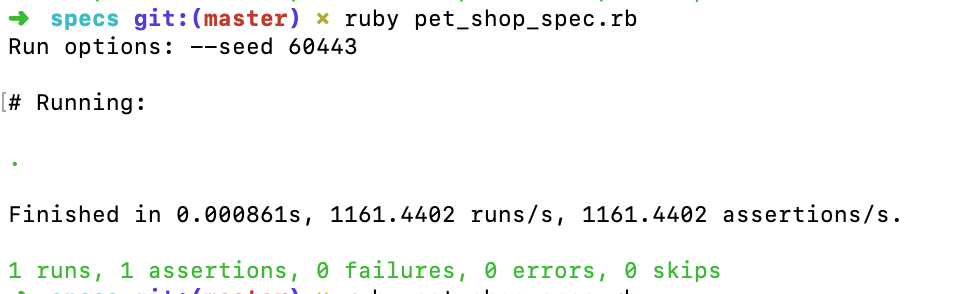 ➜ specs git:(master) × ruby pet_shop_spec.rb
Run options: --seed 60443
[# Running:
.
Finished in 0.000861s, 1161.4402 runs/s, 1161.4402 assertions/s.
1 runs, 1 assertions, 0 failures, 0 errors, 0 skips